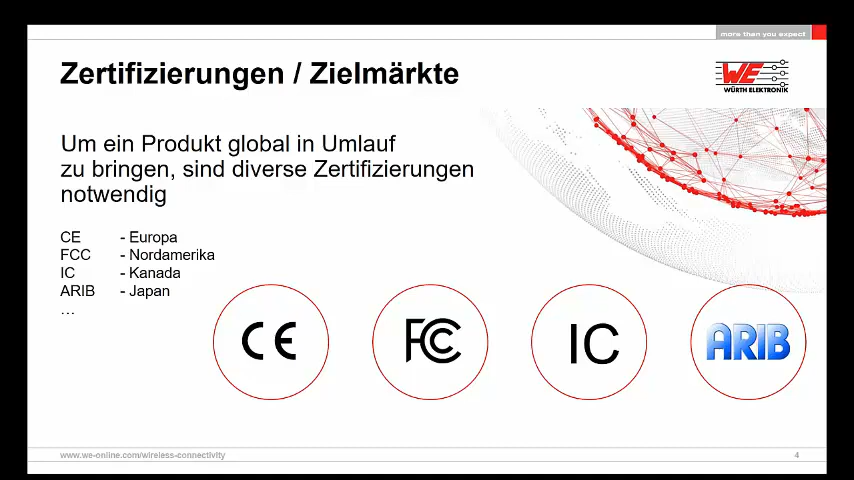 more than you expect
Zertifizierungen / Zielmärkte
WE
WÜRTH ELEKTRONIK
Um ein Produkt global in Umlauf
zu bringen, sind diverse Zertifizierungen
notwendig
CE - Europa
FCC - Nordamerika
IC - Kanada
ARIB - Japan
...
CE FC IC ARIB
www.we-online.com/wireless-connectivity 4